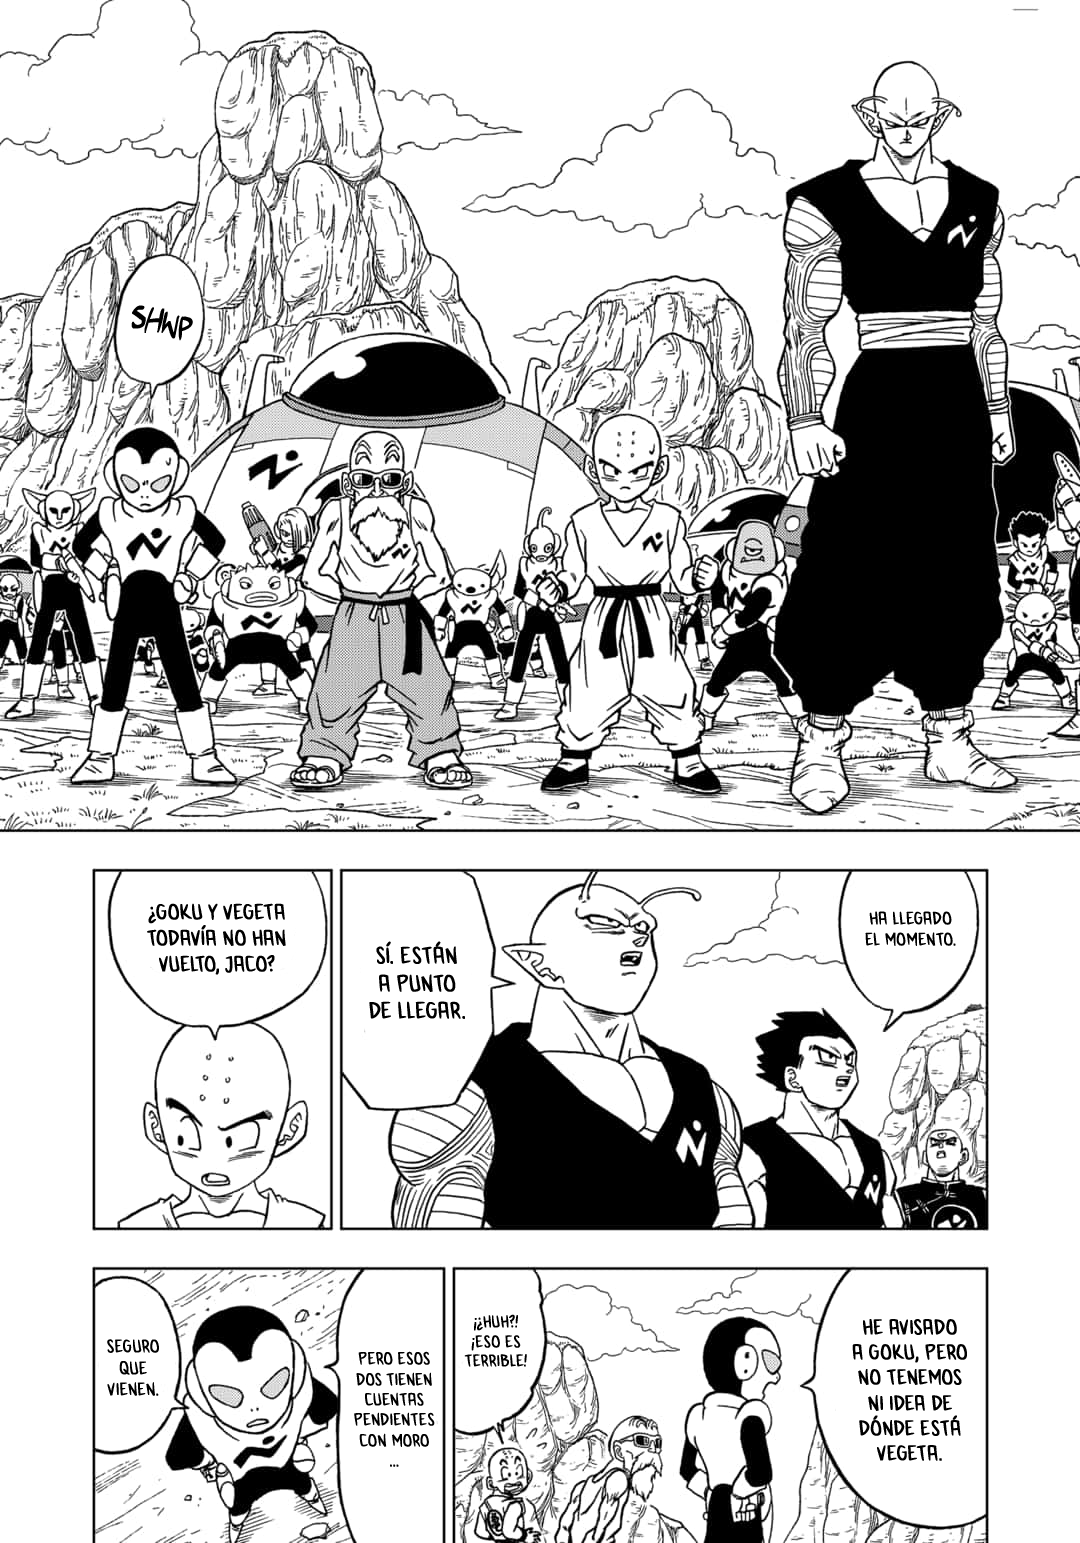 SHWP
HA LLEGADO
EL MOMENTO.
SÍ. ESTÁN
A PUNTO
DE LLEGAR.
¿GOKU Y VEGETA
TODAVÍA NO HAN
VUELTO, JACO?
HE AVISADO
A GOKU, PERO
NO TENEMOS
NI IDEA DE
DÓNDE ESTÁ
VEGETA.
¡¿HUH?!
¡ESO ES
TERRIBLE!
PERO ESOS
DOS TIENEN
CUENTAS
PENDIENTES
CON MORO
...
SEGURO
QUE
VIENEN.